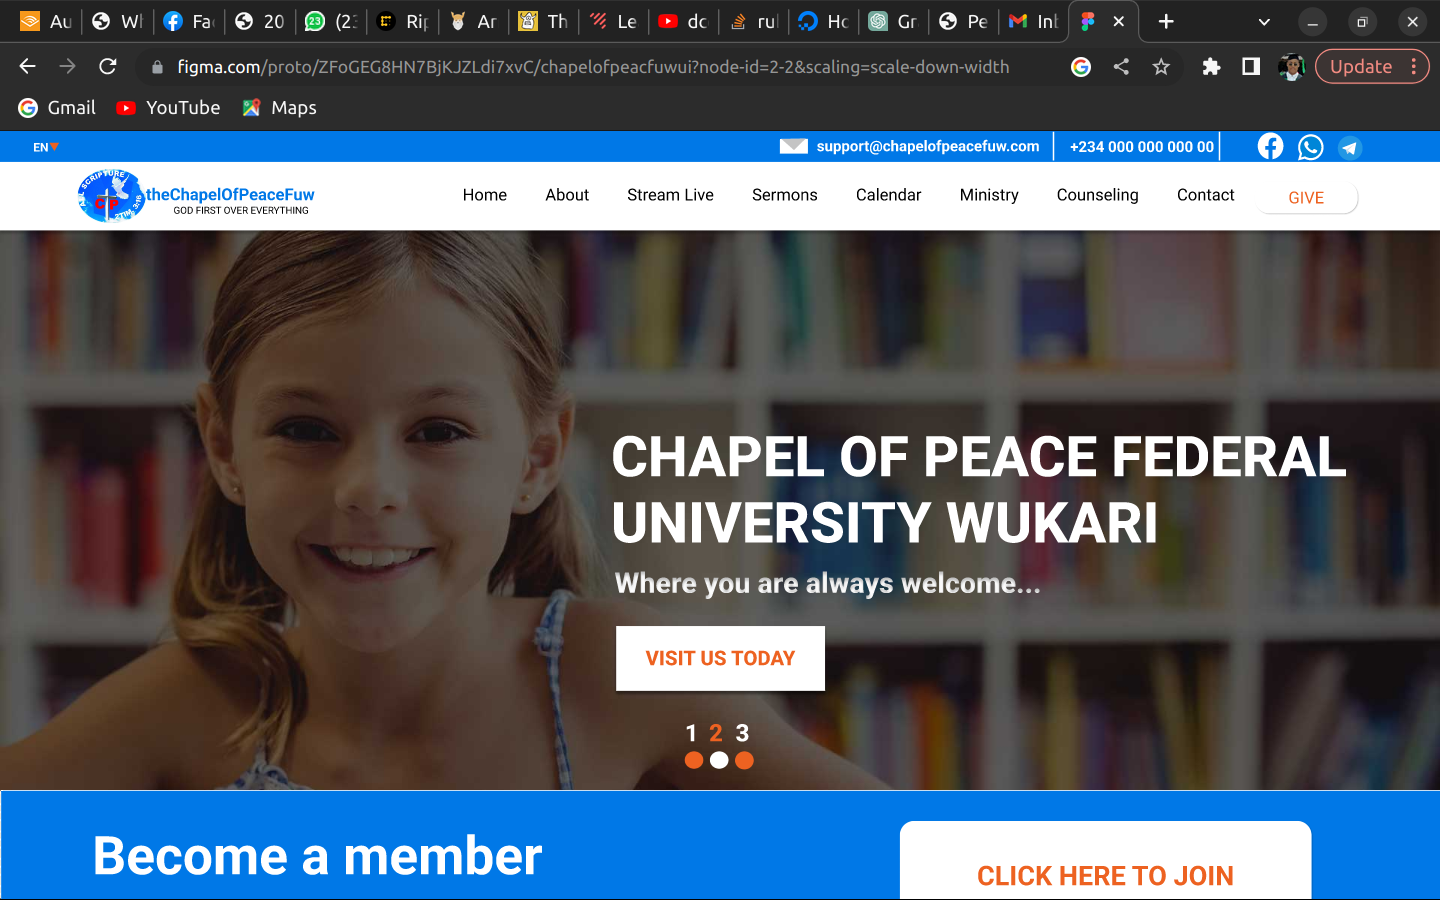 Au
Wh
Fa
20
(23
Rip
Ar
Th
Le
dc
ru
Ho
Gr
Pe
Inb
figma.com/proto/ZFoGEG8HN7BjKJZLdi7xvC/chapelofpeacfuwui?node-id=2-2&scaling=scale-down-width
Update
Gmail
YouTube
Maps
EN
support@chapelofpeacefuw.com
+234 000 000 000 00
theChapelOfPeaceFuw
GOD FIRST OVER EVERYTHING
Home
About
Stream Live
Sermons
Calendar
Ministry
Counseling
Contact
GIVE
CHAPEL OF PEACE FEDERAL
UNIVERSITY WUKARI
Where you are always welcome...
VISIT US TODAY
1 2 3
Become a member
CLICK HERE TO JOIN